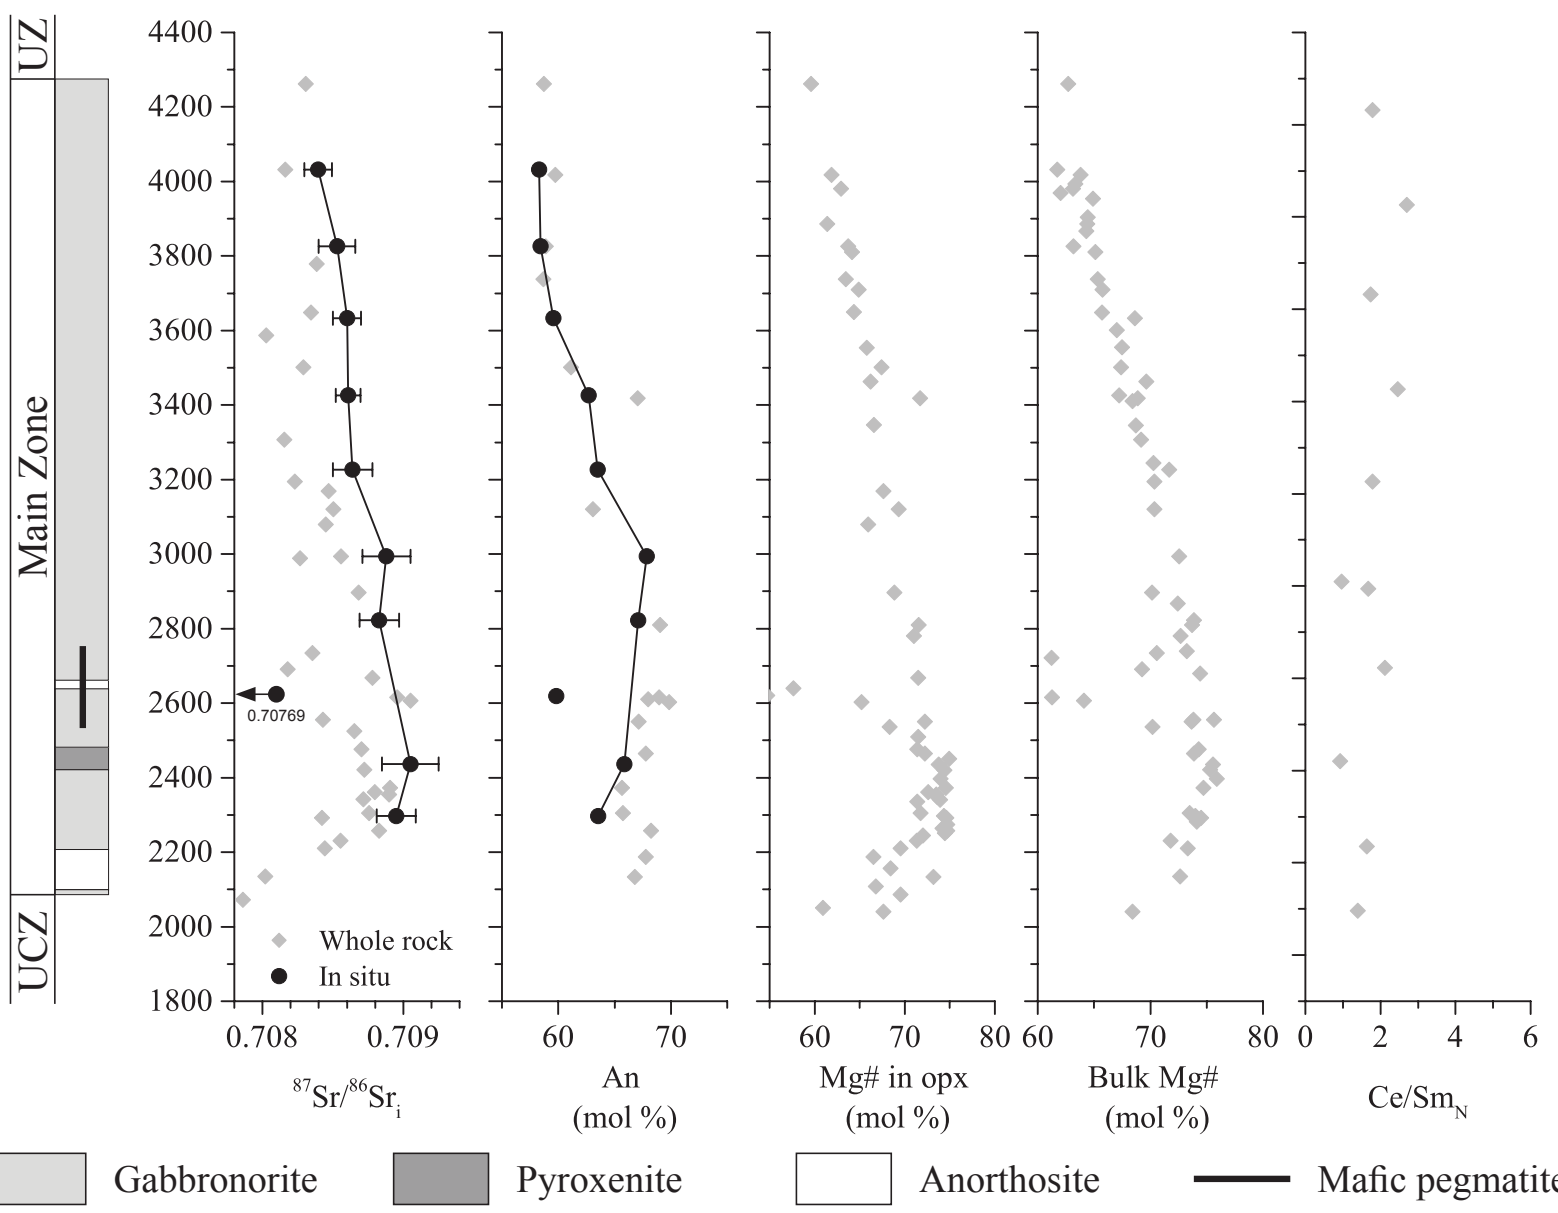 UZ
Main Zone
UCZ
4400
4200
4000
3800
3600
3400
3200
3000
2800
2600
2400
2200
2000
1800
0.70769
Whole rock
In situ
0.708 0.709
60 70
60 70 80
60 70 80
0 2 4 6
87Sr/86Sri
An
(mol %)
Mg# in opx
(mol %)
Bulk Mg#
(mol %)
Ce/SmN
Gabbronorite Pyroxenite Anorthosite Mafic pegmatite